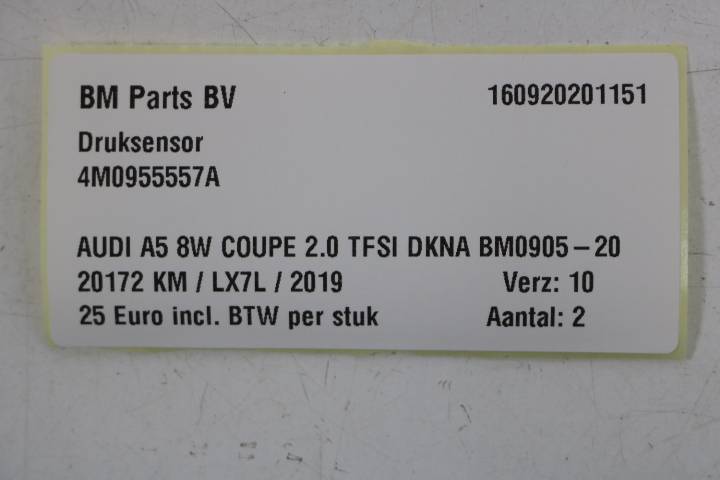 BM Parts BV 160920201151
Druksensor
4M0955557A
AUDI A5 8W COUPE 2.0 TFSI DKNA BM0905-20
20172 KM / LX7L / 2019 Verz: 10
25 Euro incl. BTW per stuk Aantal: 2